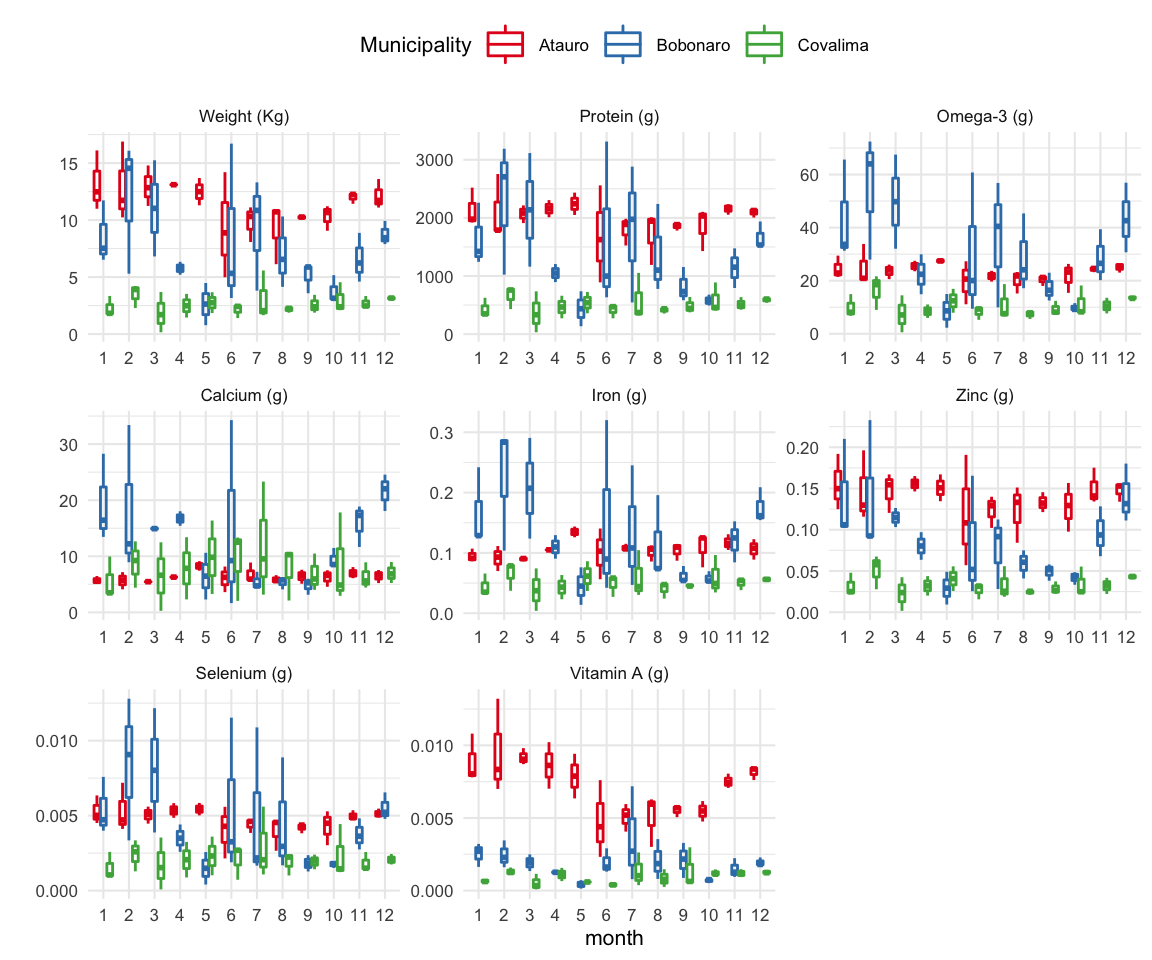 Municipality Atauro Bobonaro Covalima
Weight (Kg)
15
10
5
0
1 2 3 4 5 6 7 8 9 10 11 12
Protein (g)
3000
2000
1000
0
1 2 3 4 5 6 7 8 9 10 11 12
Omega-3 (g)
60
40
20
0
1 2 3 4 5 6 7 8 9 10 11 12
Calcium (g)
30
20
10
0
1 2 3 4 5 6 7 8 9 10 11 12
Iron (g)
0.3
0.2
0.1
0.0
1 2 3 4 5 6 7 8 9 10 11 12
Zinc (g)
0.20
0.15
0.10
0.05
0.00
1 2 3 4 5 6 7 8 9 10 11 12
Selenium (g)
0.010
0.005
0.000
1 2 3 4 5 6 7 8 9 10 11 12
Vitamin A (g)
0.010
0.005
0.000
1 2 3 4 5 6 7 8 9 10 11 12
month